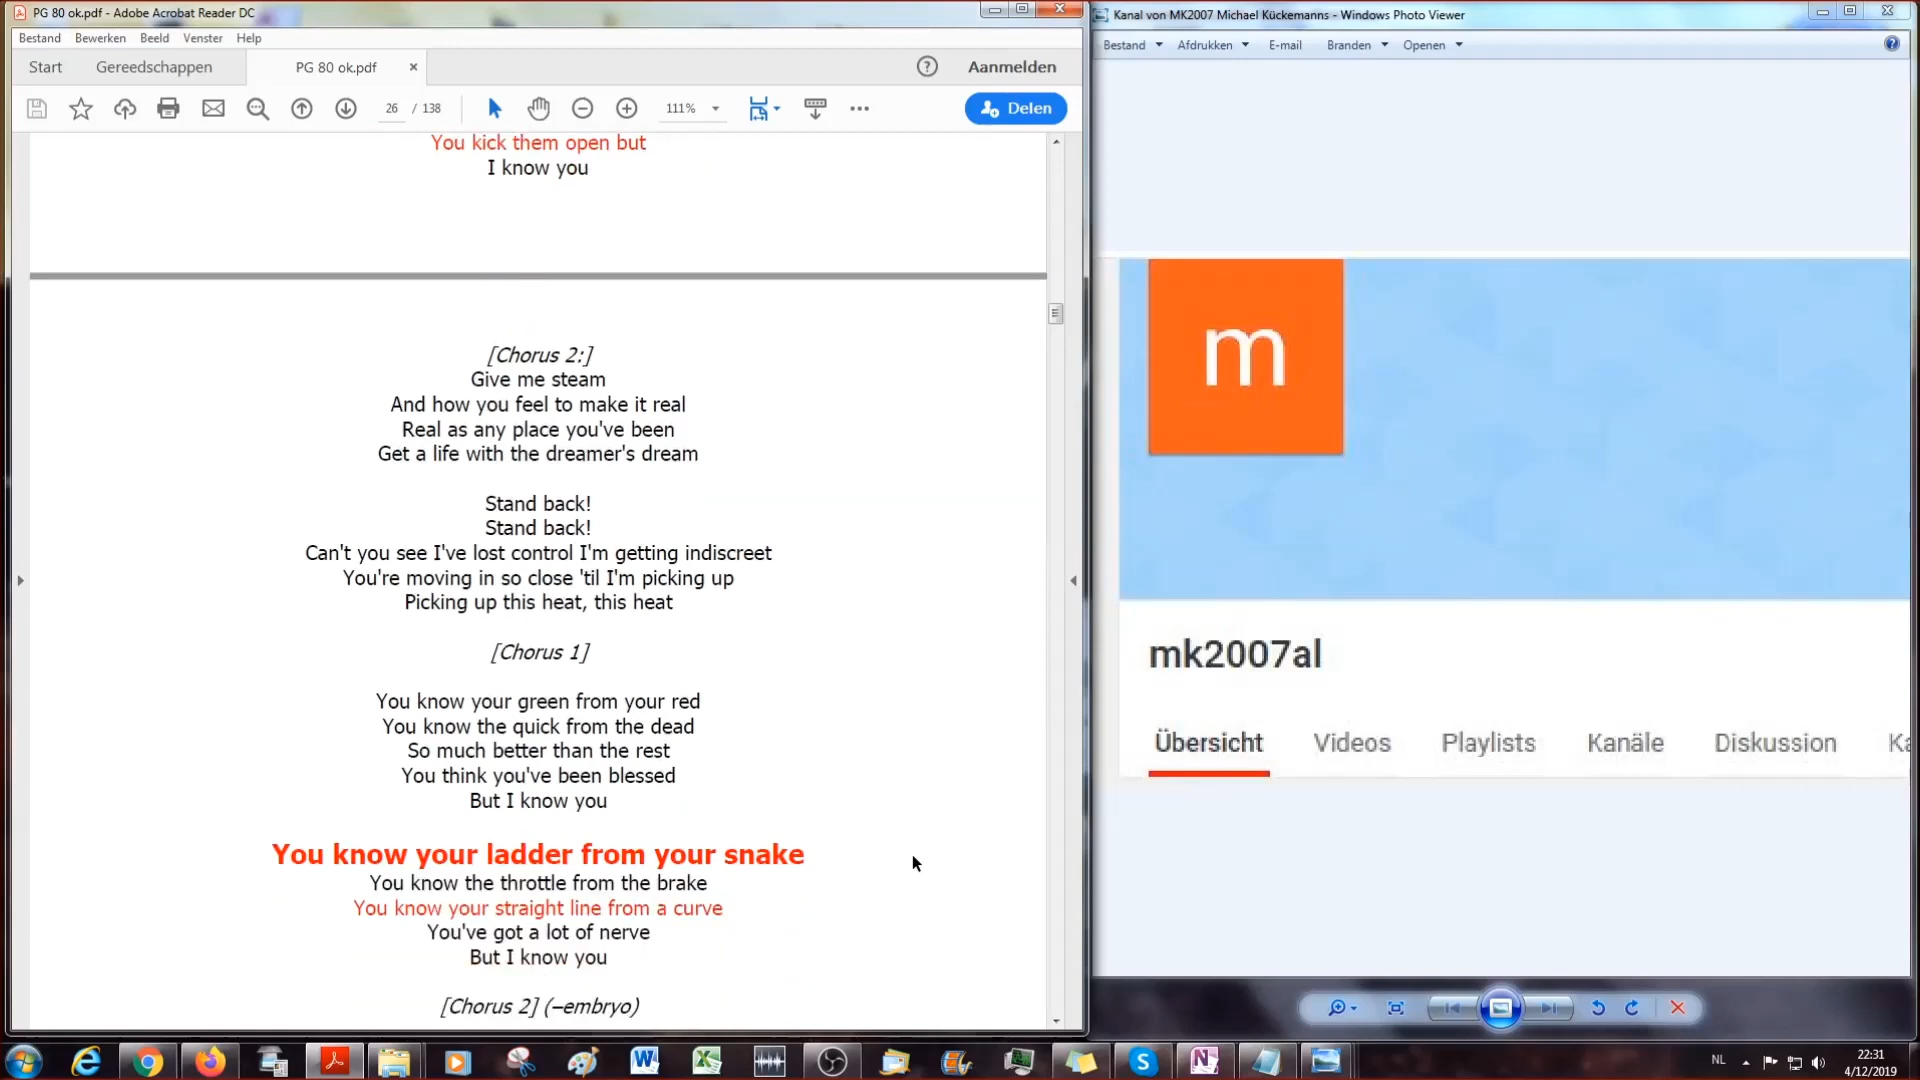 PG 80 ok.pdf - Adobe Acrobat Reader DC
Bestand Bewerken Beeld Venster Help
Start Gereedschappen PG 80 ok.pdf × Aanmelden
26 / 138 111% Delen
You kick them open but
I know you
[Chorus 2:]
Give me steam
And how you feel to make it real
Real as any place you've been
Get a life with the dreamer's dream
Stand back!
Stand back!
Can't you see I've lost control I'm getting indiscreet
You're moving in so close 'til I'm picking up
Picking up this heat, this heat
[Chorus 1]
You know your green from your red
You know the quick from the dead
So much better than the rest
You think you've been blessed
But I know you
You know your ladder from your snake
You know the throttle from the brake
You know your straight line from a curve
You've got a lot of nerve
But I know you
[Chorus 2] (–embryo)
Kanal von MK2007 Michael Kückemanns - Windows Photo Viewer
Bestand Afdrukken E-mail Branden Openen
m
mk2007al
Übersicht Videos Playlists Kanäle Diskussion Ka
NL 22:31
4/12/2019